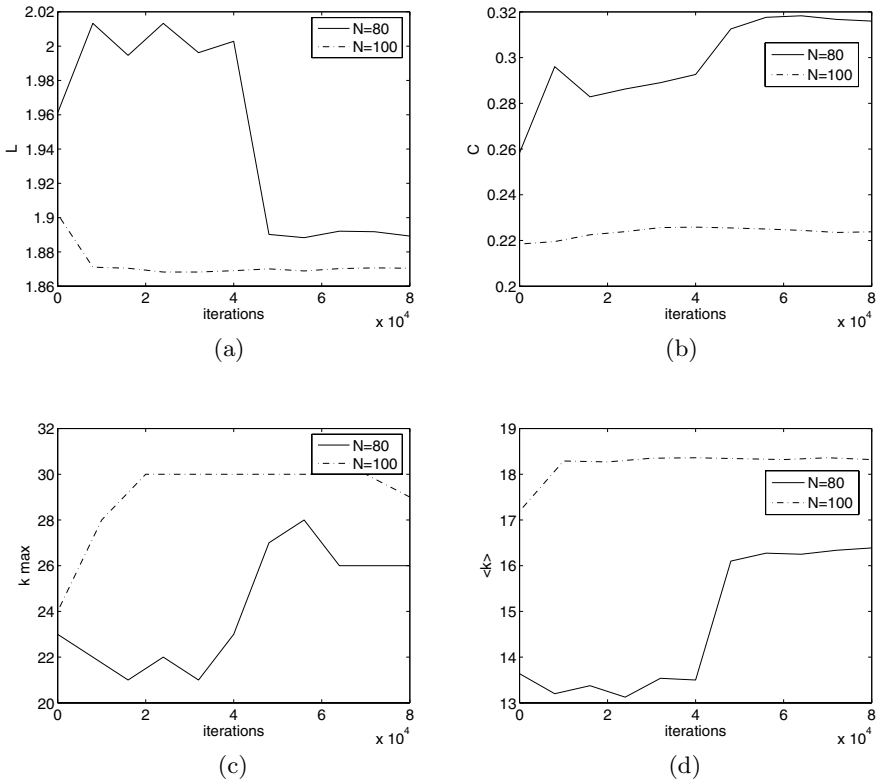 2.02
2
1.98
1.96
1.94
1.92
1.9
1.88
1.86
L
0 2 4 6 8
iterations
x 10^4
N=80
N=100
(a)
0.32
0.3
0.28
0.26
0.24
0.22
0.2
C
0 2 4 6 8
iterations
x 10^4
N=80
N=100
(b)
32
30
28
26
24
22
20
k max
0 2 4 6 8
iterations
x 10^4
N=80
N=100
(c)
19
18
17
16
15
14
13
<k>
0 2 4 6 8
iterations
x 10^4
N=80
N=100
(d)